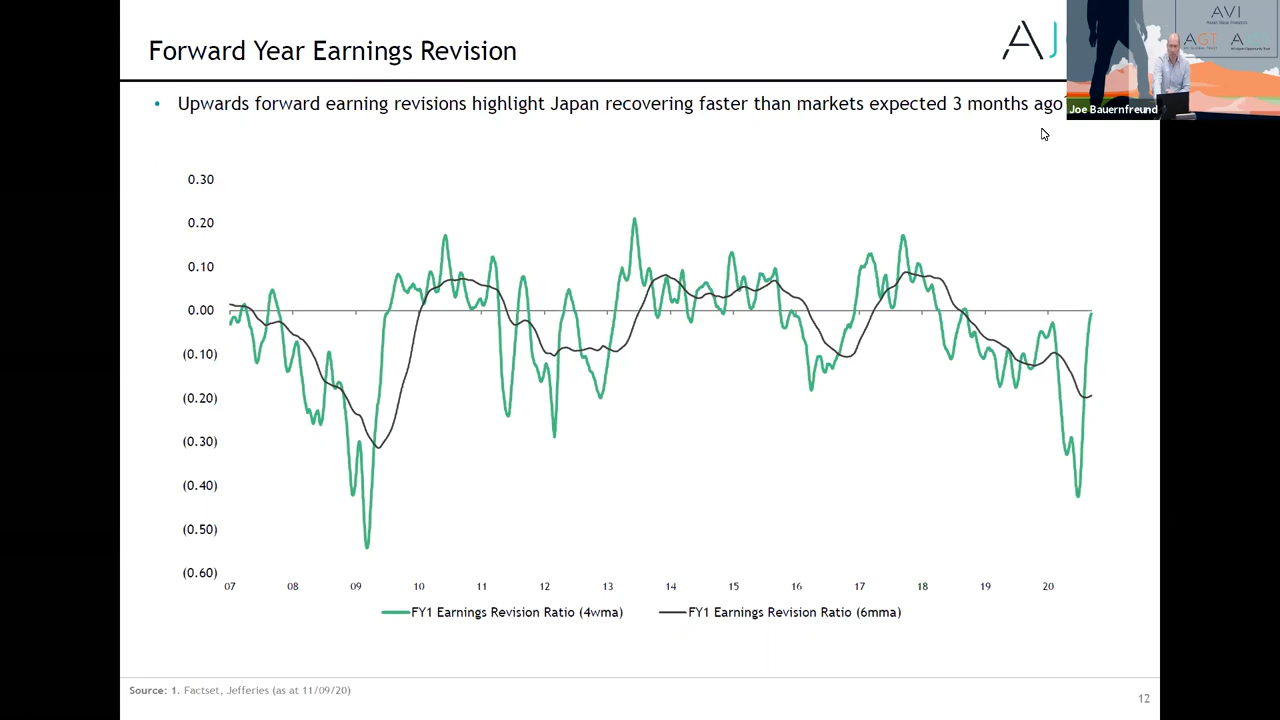 Forward Year Earnings Revision
AJ
AVI
AGT
Joe Bauernfreund
• Upwards forward earning revisions highlight Japan recovering faster than markets expected 3 months ago
0.30
0.20
0.10
0.00
(0.10)
(0.20)
(0.30)
(0.40)
(0.50)
(0.60)
07 08 09 10 11 12 13 14 15 16 17 18 19 20
FY1 Earnings Revision Ratio (4wma) FY1 Earnings Revision Ratio (6mma)
Source: 1. Factset, Jefferies (as at 11/09/20)
12